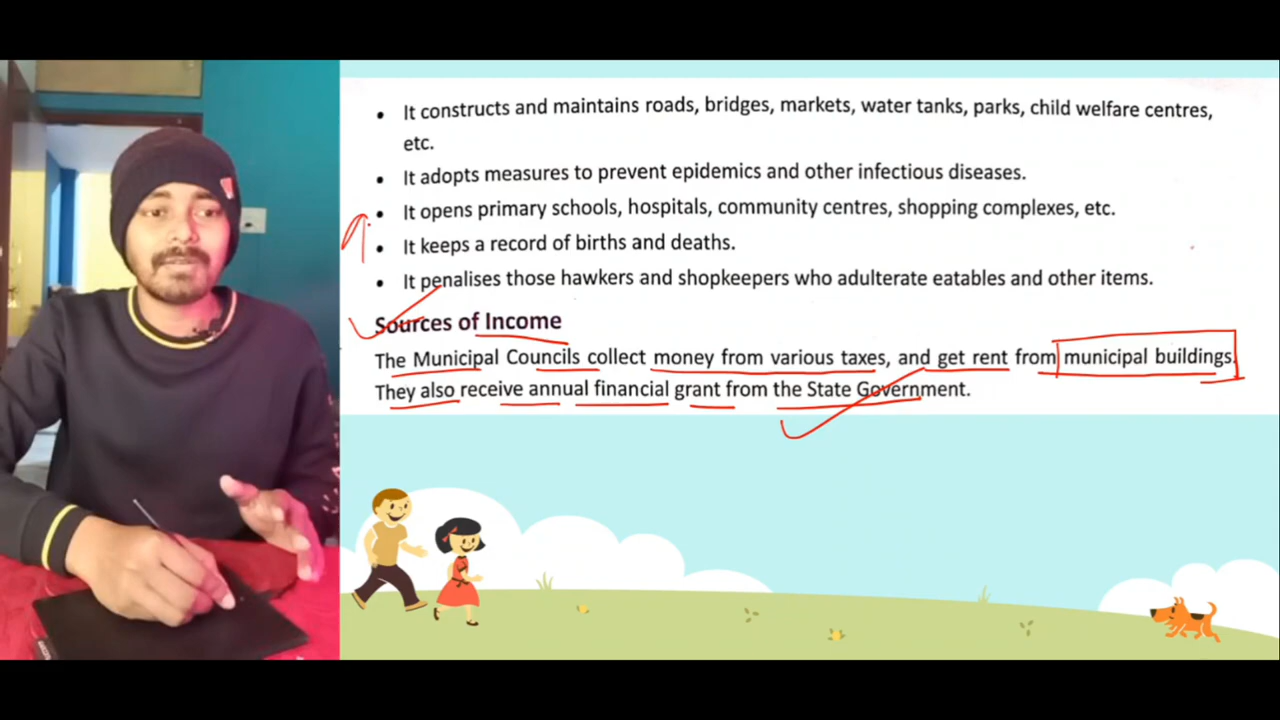 • It constructs and maintains roads, bridges, markets, water tanks, parks, child welfare centres,
etc.
• It adopts measures to prevent epidemics and other infectious diseases.
• It opens primary schools, hospitals, community centres, shopping complexes, etc.
• It keeps a record of births and deaths.
• It penalises those hawkers and shopkeepers who adulterate eatables and other items.
Sources of Income
The Municipal Councils collect money from various taxes, and get rent from municipal buildings.
They also receive annual financial grant from the State Government.